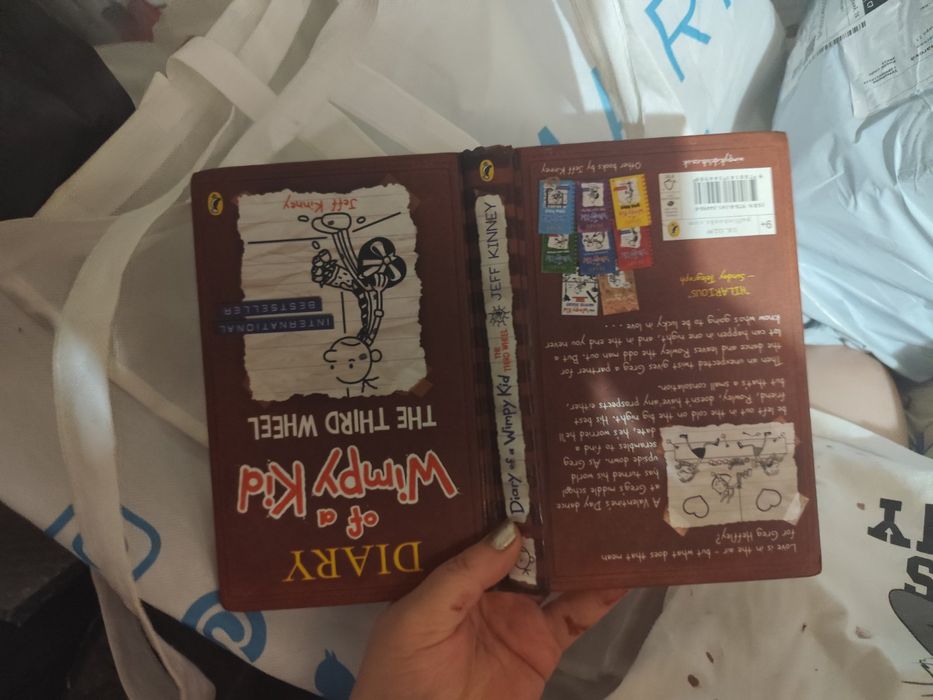 DIARY
of a
Wimpy Kid
THE THIRD WHEEL
INTERNATIONAL
BESTSELLER
Jeff Kinney
Diary of a Wimpy Kid THE THIRD WHEEL JEFF KINNEY
Love is in the air – but what does that mean
for Greg Heffley?
A Valentine's Day dance
at Greg's middle school
has turned his world
upside down. As Greg
scrambles to find a
date, he's worried he'll
be left out in the cold on the big night. His best
friend, Rowley, doesn't have any prospects either,
but that's a small consolation.
Then an unexpected twist gives Greg a partner for
the dance and leaves Rowley the odd man out. But a
lot can happen in one night, and in the end you never
know who's going to be lucky in love . . .
"HILARIOUS"
– Sunday Telegraph
Other books by Jeff Kinney
wimpykidclub.co.uk